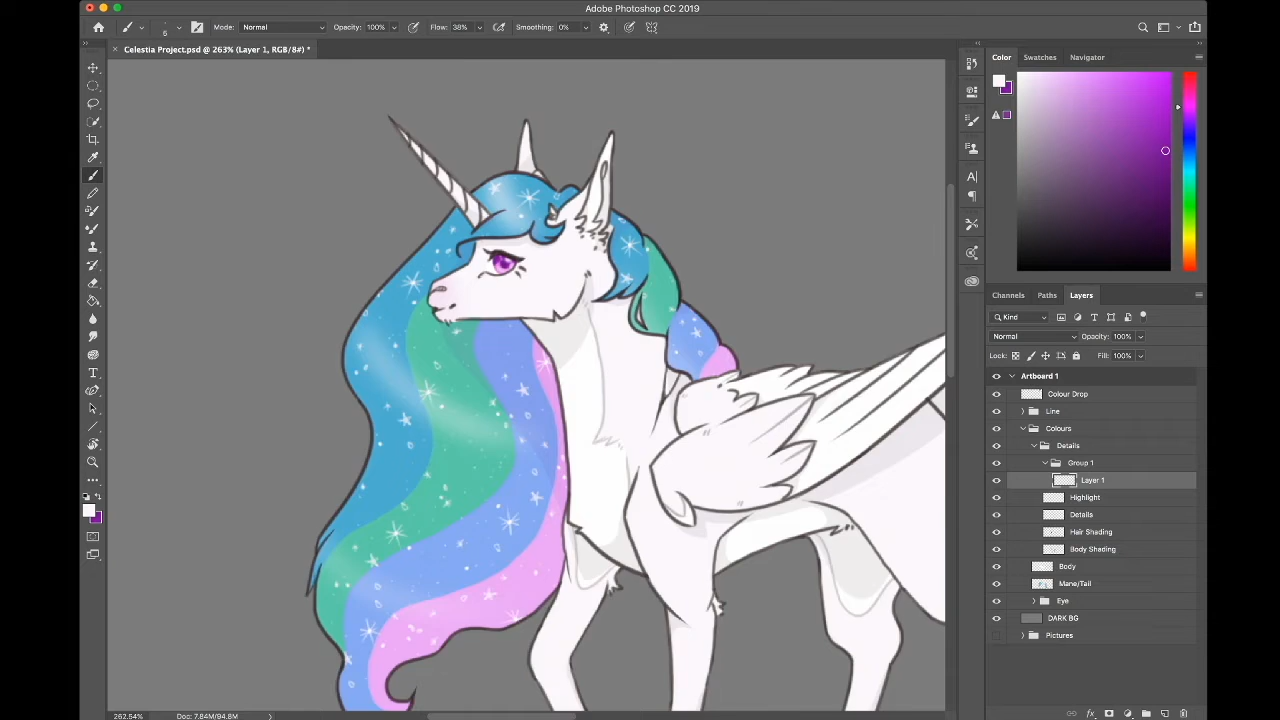 Adobe Photoshop CC 2019
6
Mode: Normal
Opacity: 100%
Flow: 38%
Smoothing: 0%
Celestia Project.psd @ 263% (Layer 1, RGB/8#) *
Color
Swatches
Navigator
Channels
Paths
Layers
Kind
Normal
Opacity: 100%
Lock:
Fill: 100%
Artboard 1
Colour Drop
Line
Colours
Details
Group 1
Layer 1
Highlight
Details
Hair Shading
Body Shading
Body
Mane/Tail
Eye
DARK BG
Pictures
262.54%
Doc: 7.84M/94.8M